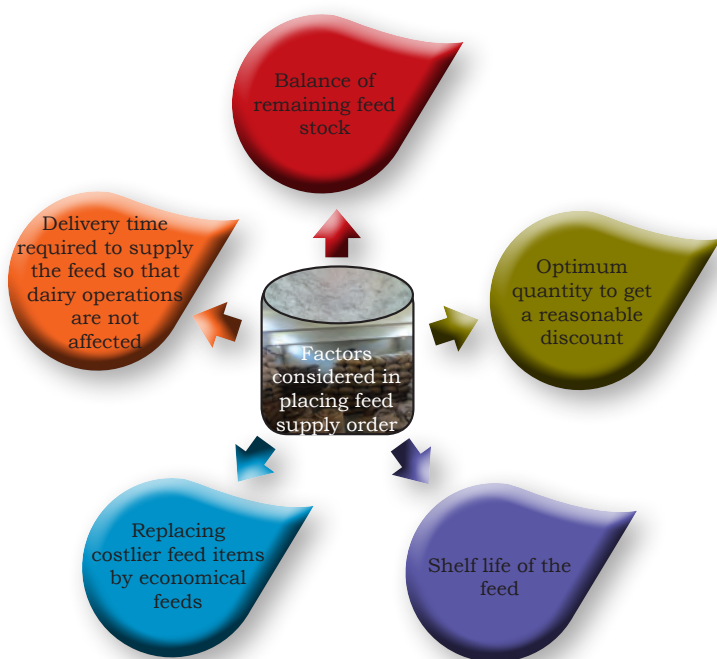 Balance of
remaining feed
stock
Delivery time
required to supply
the feed so that
dairy operations
are not
affected
Optimum
quantity to get
a reasonable
discount
Factors
considered in
placing feed
supply order
Replacing
costlier feed items
by economical
feeds
Shelf life of the
feed